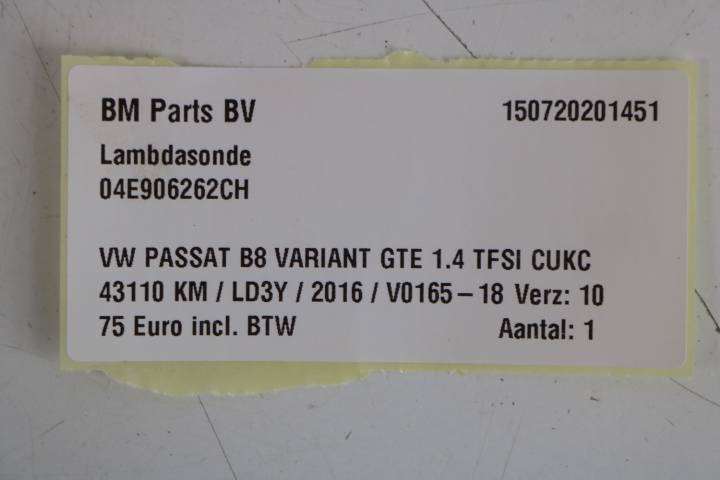 BM Parts BV 150720201451
Lambdasonde
04E906262CH
VW PASSAT B8 VARIANT GTE 1.4 TFSI CUKC
43110 KM / LD3Y / 2016 / V0165-18 Verz: 10
75 Euro incl. BTW Aantal: 1